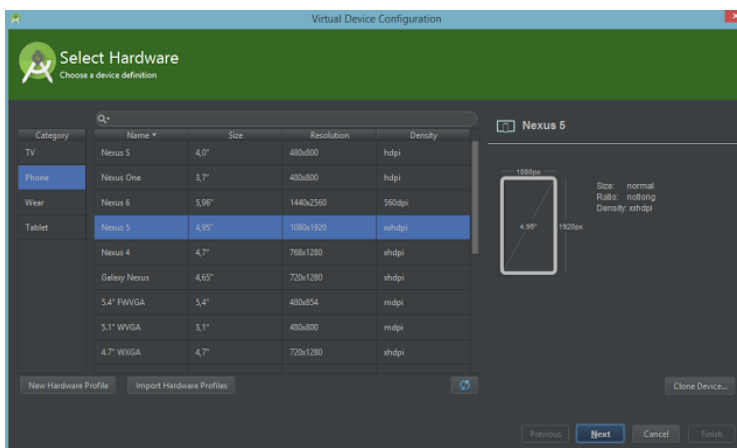 Virtual Device Configuration
Select Hardware
Choose a device definition
Category
Name Size Resolution Density
TV
Phone
Wear
Tablet
Nexus S 4,0" 480x800 hdpi
Nexus One 3,7" 480x800 hdpi
Nexus 6 5,96" 1440x2560 560dpi
Nexus 5 4,95" 1080x1920 xxhdpi
Nexus 4 4,7" 768x1280 xhdpi
Galaxy Nexus 4,65" 720x1280 xhdpi
5.4" FWVGA 5,4" 480x854 mdpi
5.1" WVGA 5,1" 480x800 mdpi
4.7" WXGA 4,7" 720x1280 xhdpi
New Hardware Profile Import Hardware Profiles
Nexus 5
1080px
4,95" 1920px
Size: normal
Ratio: notlong
Density: xxhdpi
Clone Device...
Previous Next Cancel Finish